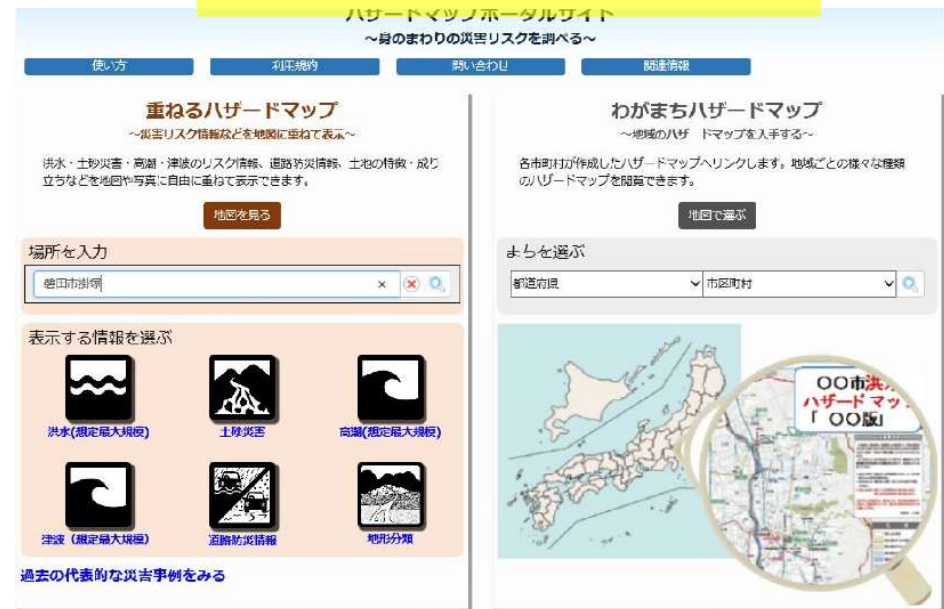 ハザードマップポータルサイト
～身のまわりの災害リスクを調べる～
使い方
利用規約
問い合わせ
関連情報
重ねるハザードマップ
～災害リスク情報などを地図に重ねて表示～
洪水・土砂災害・高潮・津波のリスク情報、道路防災情報、土地の特徴・成り
立ちなどを地図や写真に自由に重ねて表示できます。
地図を見る
場所を入力
磐田市掛塚
表示する情報を選ぶ
洪水(想定最大規模)
土砂災害
高潮(想定最大規模)
津波（想定最大規模）
道路防災情報
地形分類
過去の代表的な災害事例をみる
わがまちハザードマップ
～地域のハザードマップを入手する～
各市町村が作成したハザードマップへリンクします。地域ごとの様々な種類
のハザードマップを閲覧できます。
地図で選ぶ
まちを選ぶ
都道府県
市区町村
〇〇市洪水
ハザードマップ
「 〇〇版」